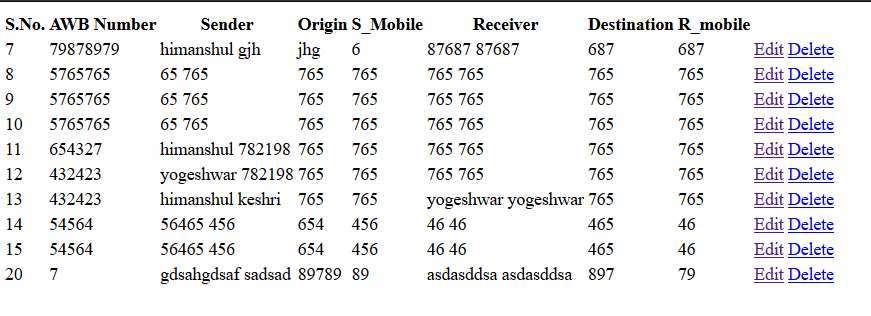 S.No. AWB Number Sender Origin S_Mobile Receiver Destination R_mobile
7 79878979 himanshul gjh jhg 6 87687 87687 687 687 Edit Delete
8 5765765 65 765 765 765 765 765 765 765 Edit Delete
9 5765765 65 765 765 765 765 765 765 765 Edit Delete
10 5765765 65 765 765 765 765 765 765 765 Edit Delete
11 654327 himanshul 782198 765 765 765 765 765 765 Edit Delete
12 432423 yogeshwar 782198 765 765 765 765 765 765 Edit Delete
13 432423 himanshul keshri 765 765 yogeshwar yogeshwar 765 765 Edit Delete
14 54564 56465 456 654 456 46 46 465 46 Edit Delete
15 54564 56465 456 654 456 46 46 465 46 Edit Delete
20 7 gdsahgdsaf sadsad 89789 89 asdasddsa asdasddsa 897 79 Edit Delete